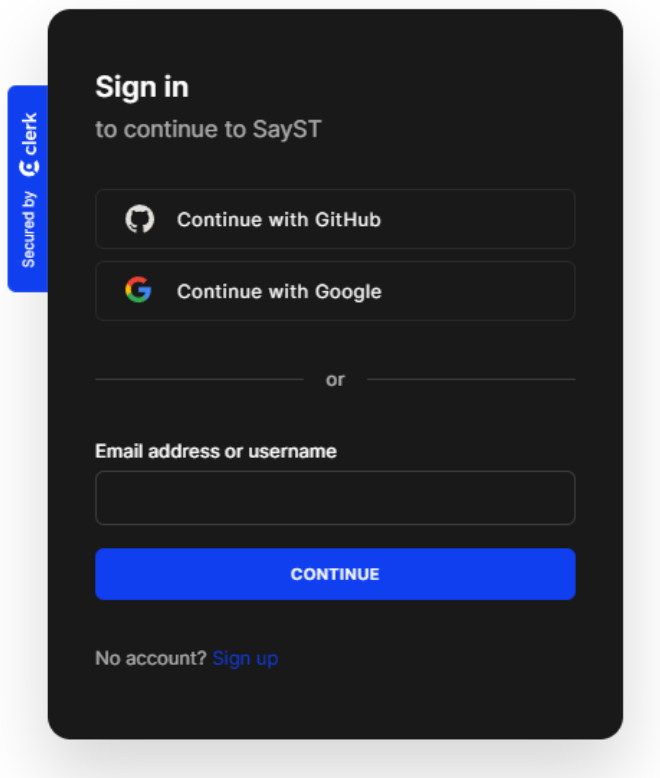 Sign in
to continue to SayST
Secured by clerk
Continue with GitHub
Continue with Google
or
Email address or username
CONTINUE
No account? Sign up